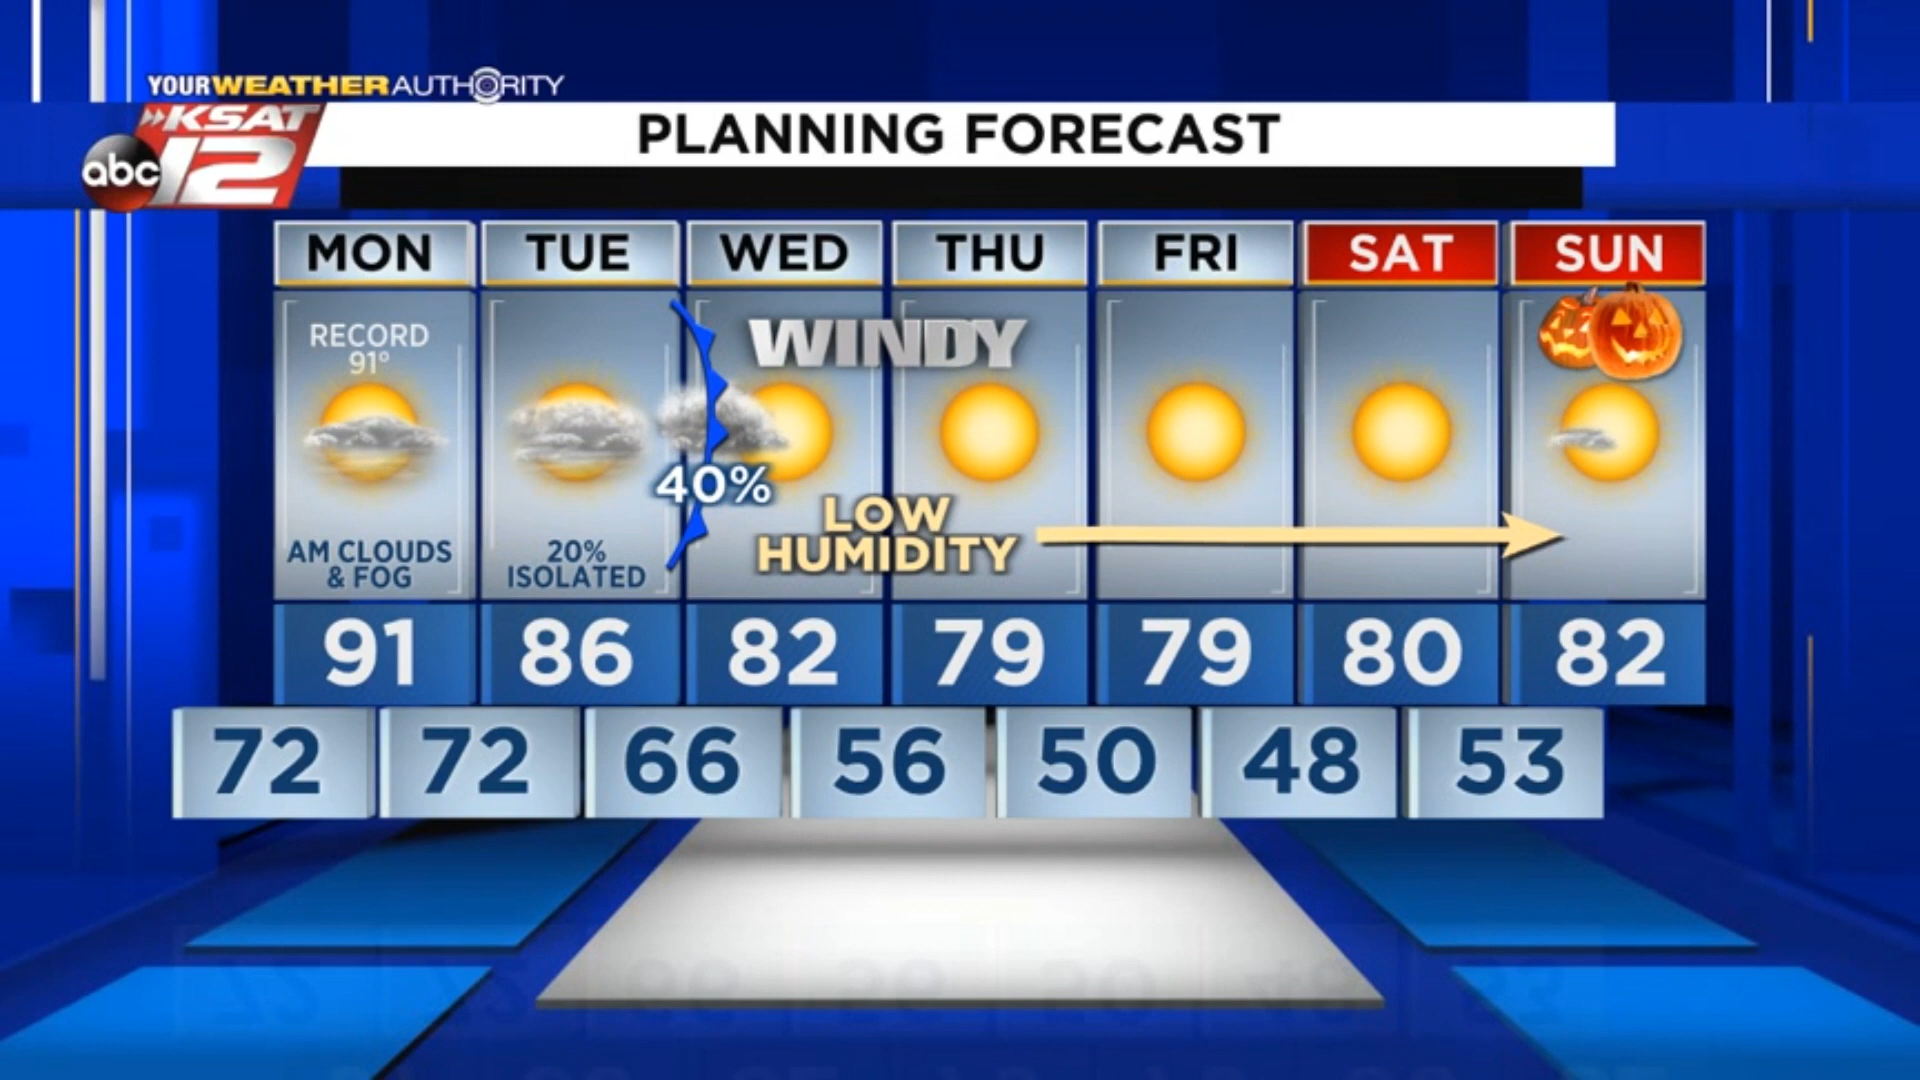 YOURWEATHERAUTHORITY
KSAT
abc 12
PLANNING FORECAST
MON TUE WED THU FRI SAT SUN
RECORD
91°
WINDY
40%
LOW
HUMIDITY
AM CLOUDS
& FOG
20%
ISOLATED
91 86 82 79 79 80 82
72 72 66 56 50 48 53